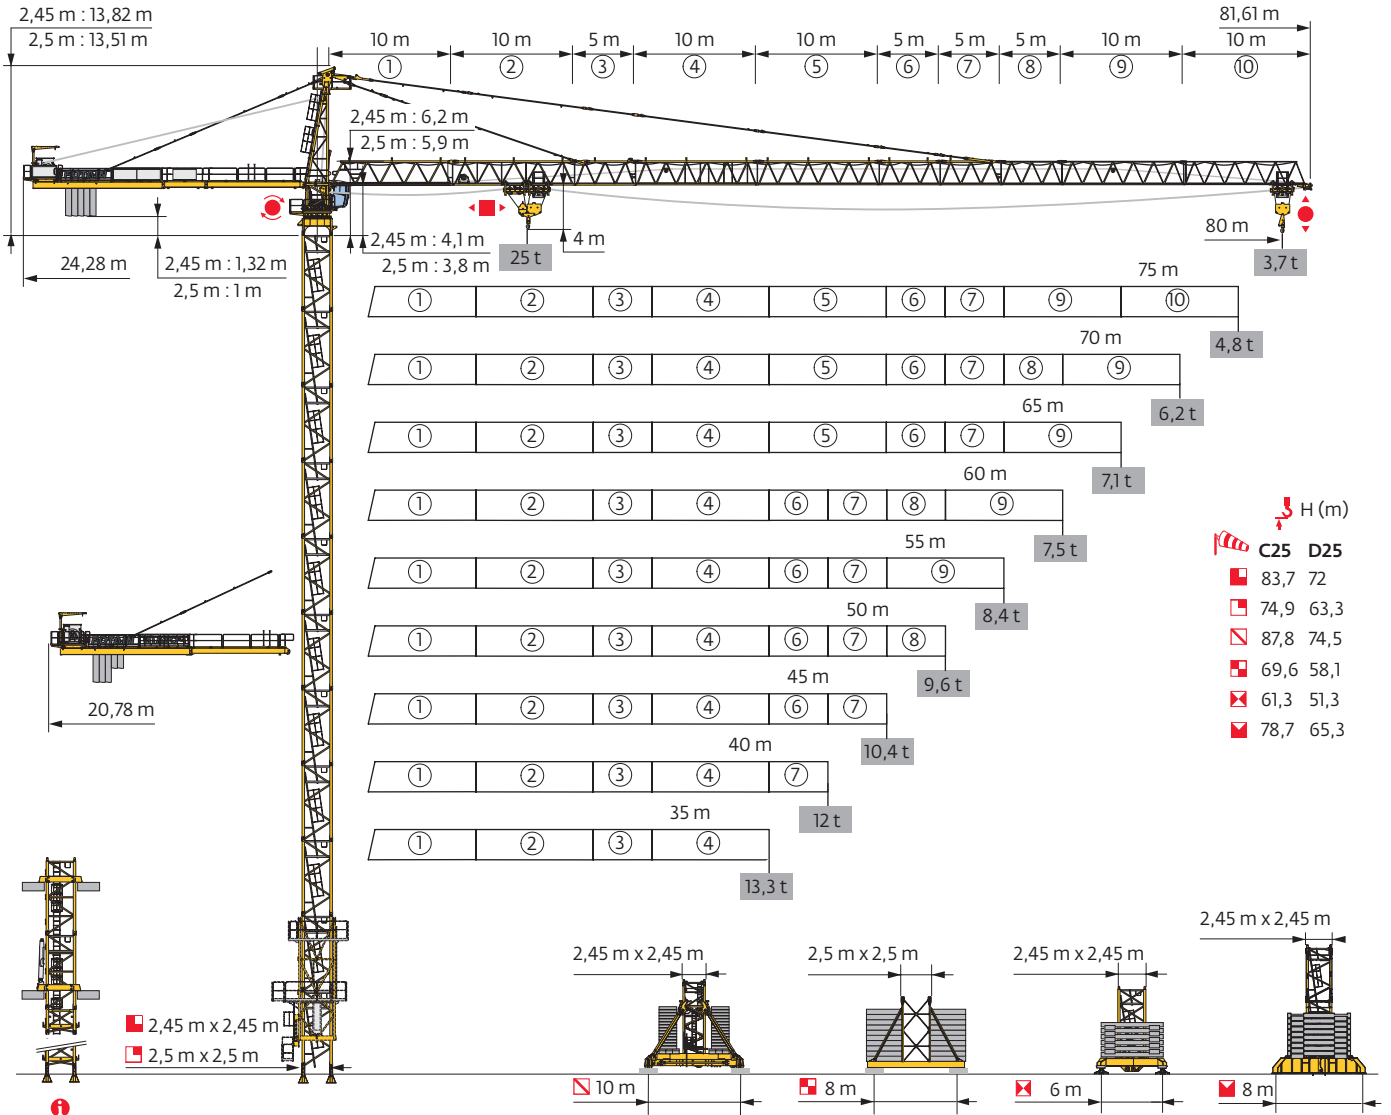 2,45 m : 13,82 m
2,5 m : 13,51 m
81,61 m
10 m 10 m 5 m 10 m 10 m 5 m 5 m 5 m 10 m 10 m
1 2 3 4 5 6 7 8 9 10
2,45 m : 6,2 m
2,5 m : 5,9 m
2,45 m : 4,1 m
2,5 m : 3,8 m
25 t
4 m
80 m
3,7 t
24,28 m
2,45 m : 1,32 m
2,5 m : 1 m
75 m
1 2 3 4 5 6 7 9 10
4,8 t
70 m
1 2 3 4 5 6 7 8 9
6,2 t
65 m
1 2 3 4 5 6 7 9
7,1 t
60 m
1 2 3 4 6 7 8 9
7,5 t
55 m
1 2 3 4 6 7 9
8,4 t
50 m
1 2 3 4 6 7 8
9,6 t
45 m
1 2 3 4 6 7
10,4 t
40 m
1 2 3 4 7
12 t
35 m
1 2 3 4
13,3 t
H (m)
C25 D25
83,7 72
74,9 63,3
87,8 74,5
69,6 58,1
61,3 51,3
78,7 65,3
20,78 m
2,45 m x 2,45 m
2,5 m x 2,5 m
i
2,45 m x 2,45 m
10 m
2,5 m x 2,5 m
8 m
2,45 m x 2,45 m
6 m
2,45 m x 2,45 m
8 m